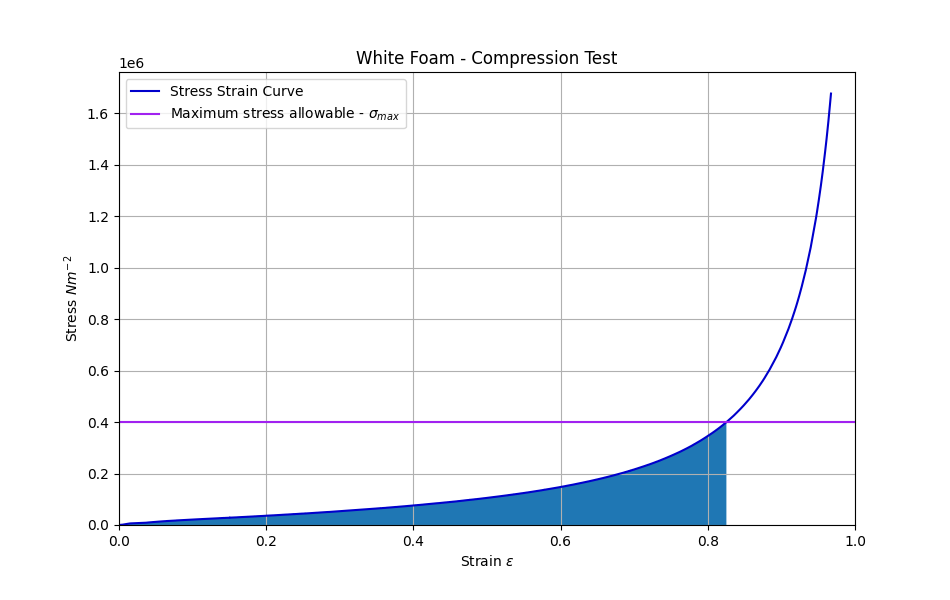 White Foam - Compression Test
1e6
Stress Strain Curve
Maximum stress allowable - σmax
1.6
1.4
1.2
1.0
0.8
0.6
0.4
0.2
0.0
Stress Nm⁻²
0.0 0.2 0.4 0.6 0.8 1.0
Strain ε